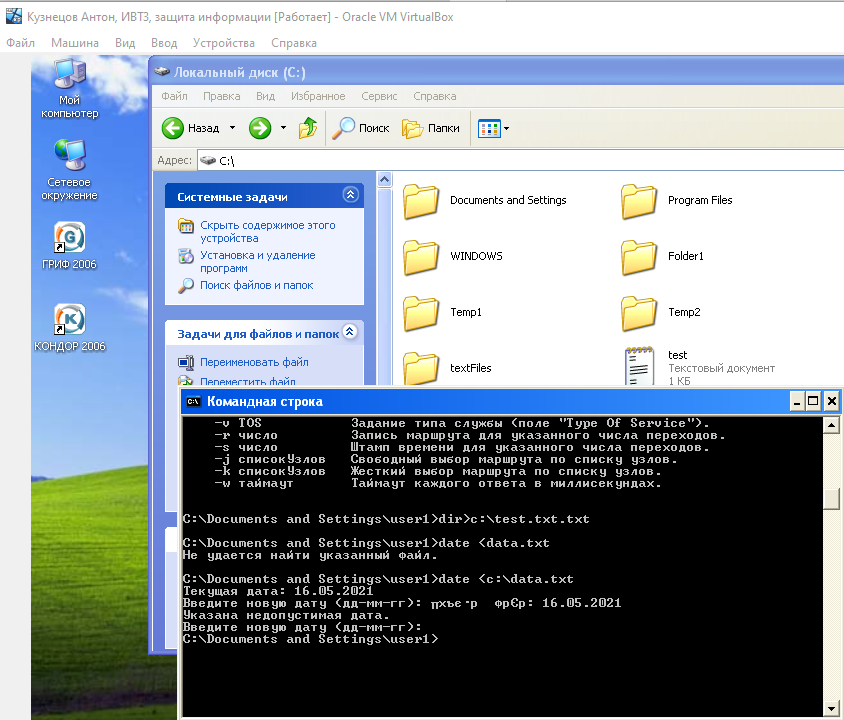 Кузнецов Антон, ИВТ3, защита информации [Работает] - Oracle VM VirtualBox
Файл Машина Вид Ввод Устройства Справка
Мой
компьютер
Сетевое
окружение
ГРИФ 2006
КОНДОР 2006
Локальный диск (C:)
Файл Правка Вид Избранное Сервис Справка
Назад Поиск Папки
Адрес: C:\
Системные задачи
Скрыть содержимое этого
устройства
Установка и удаление
программ
Поиск файлов и папок
Задачи для файлов и папок
Переименовать файл
Переместить файл
Documents and Settings
Program Files
WINDOWS
Folder1
Temp1
Temp2
textFiles
test
Текстовый документ
1 КБ
Командная строка
-v TOS Задание типа службы (поле "Type Of Service").
-r число Запись маршрута для указанного числа переходов.
-s число Штамп времени для указанного числа переходов.
-j списокУзлов Свободный выбор маршрута по списку узлов.
-k списокУзлов Жесткий выбор маршрута по списку узлов.
-w таймаут Таймаут каждого ответа в миллисекундах.
C:\Documents and Settings\user1>dir>c:\test.txt.txt
C:\Documents and Settings\user1>date <data.txt
Не удается найти указанный файл.
C:\Documents and Settings\user1>date <c:\data.txt
Текущая дата: 16.05.2021
Введите новую дату (дд-мм-гг): фрЄр: 16.05.2021
Указана недопустимая дата.
Введите новую дату (дд-мм-гг):
C:\Documents and Settings\user1>